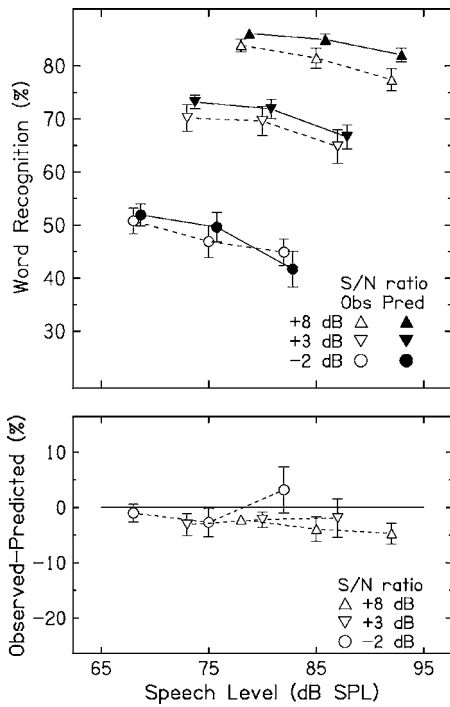 Word Recognition (%)
80
70
60
50
40
30
S/N ratio
Obs Pred
+8 dB
+3 dB
-2 dB
Observed-Predicted (%)
10
0
-10
-20
S/N ratio
+8 dB
+3 dB
-2 dB
65 75 85 95
Speech Level (dB SPL)